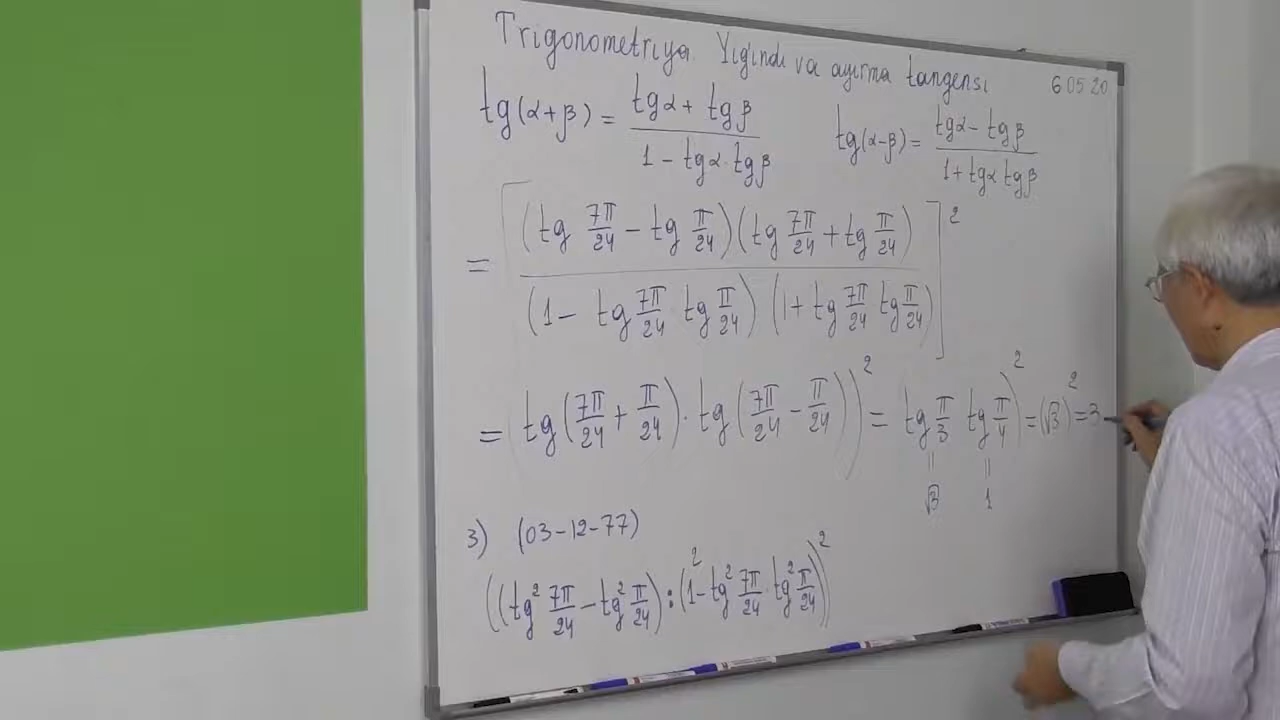 Trigonometriya Yig'indi va ayirma tangensi 6 05 20
tg(α+β) = (tgα + tgβ)/(1 − tgα·tgβ) tg(α−β) = (tgα − tgβ)/(1 + tgα tgβ)
= [((tg 7π/24 − tg π/24)(tg 7π/24 + tg π/24))/((1 − tg 7π/24 tg π/24)(1 + tg 7π/24 tg π/24))]²
= (tg(7π/24 + π/24)·tg(7π/24 − π/24))² = tg π/3 tg π/4)² = (√3)² = 3
= =
√3 1
3) (03-12-77)
((tg² 7π/24 − tg² π/24) : (1² − tg² 7π/24 · tg² π/24))²